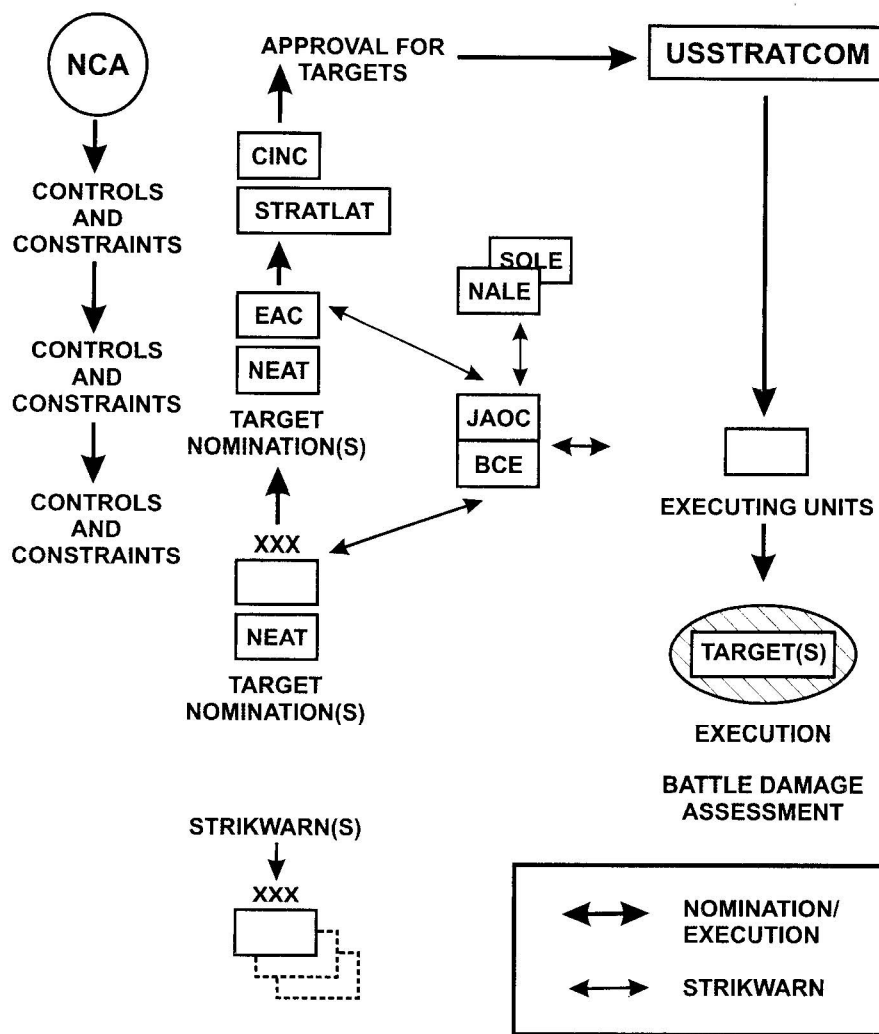 NCA
CONTROLS
AND
CONSTRAINTS
CONTROLS
AND
CONSTRAINTS
CONTROLS
AND
CONSTRAINTS
APPROVAL FOR
TARGETS
CINC
STRATLAT
EAC
NEAT
TARGET
NOMINATION(S)
XXX
NEAT
TARGET
NOMINATION(S)
STRIKWARN(S)
XXX
SOLE
NALE
JAOC
BCE
USSTRATCOM
EXECUTING UNITS
TARGET(S)
EXECUTION
BATTLE DAMAGE
ASSESSMENT
NOMINATION/
EXECUTION
STRIKWARN